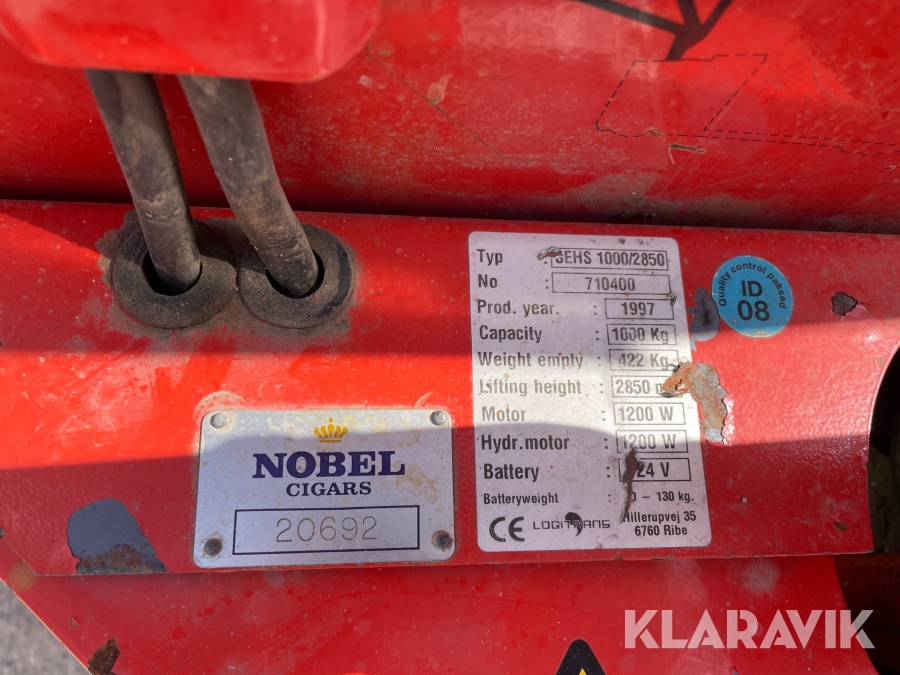 Typ : SEHS 1000/2850
No : 710400
Prod. year. : 1997
Capacity : 1000 Kg
Weight empty : 422 Kg
Lifting height : 2850
Motor : 1200 W
Hydr.motor : 1200 W
Battery : 24 V
Batteryweight : – 130 kg.
CE LOGITRANS
Hillerupvej 35
6760 Ribe
Quality control passed
ID
08
NOBEL
CIGARS
20692
KLARAVIK